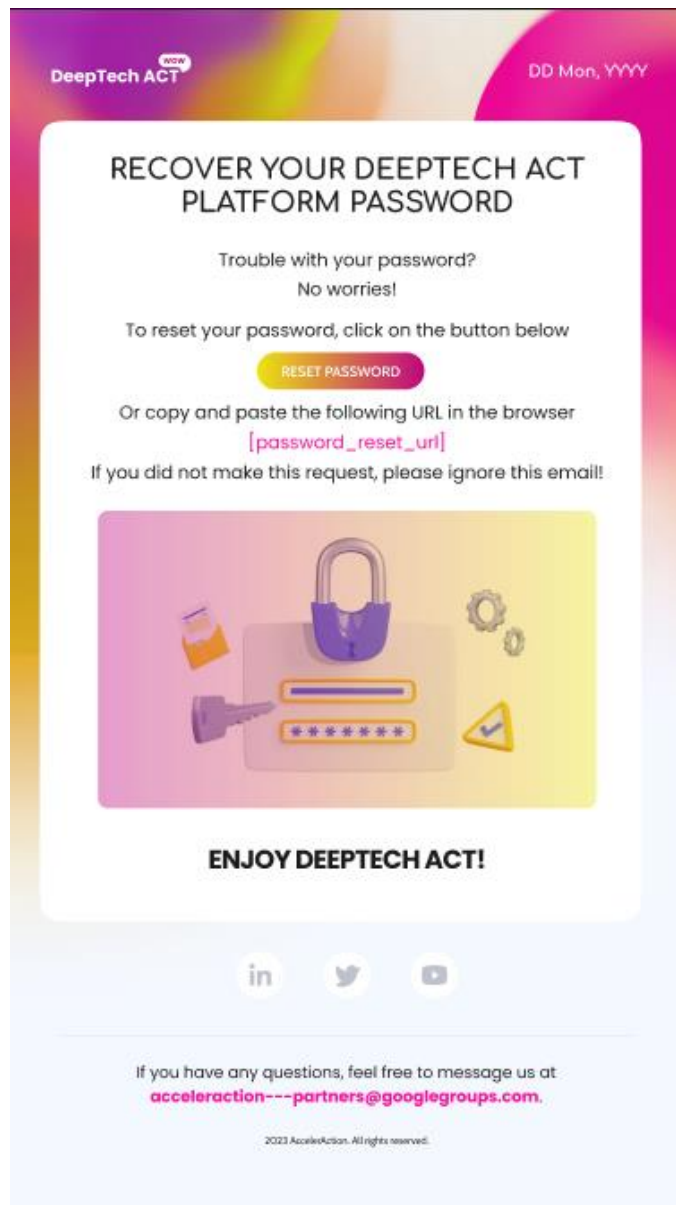 WOW
DeepTech ACT
DD Mon, YYYY
RECOVER YOUR DEEPTECH ACT
PLATFORM PASSWORD
Trouble with your password?
No worries!
To reset your password, click on the button below
RESET PASSWORD
Or copy and paste the following URL in the browser
[password_reset_url]
If you did not make this request, please ignore this email!
*******
ENJOY DEEPTECH ACT!
in
If you have any questions, feel free to message us at
acceleraction---partners@googlegroups.com.
2023 AccelerAction. All rights reserved.